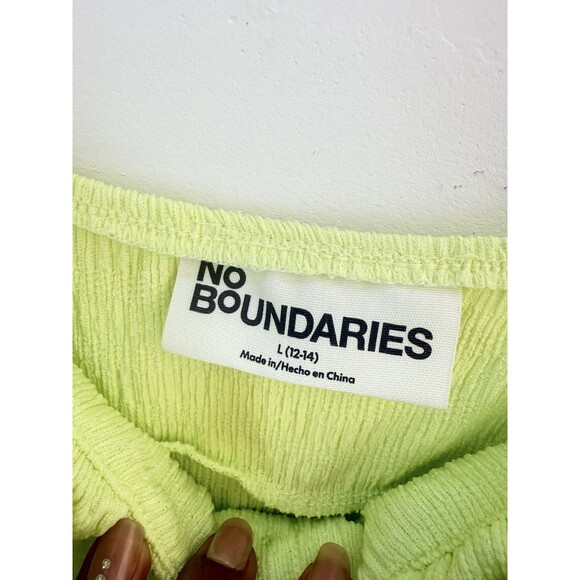 NO
BOUNDARIES
L (12-14)
Made in/Hecho en China